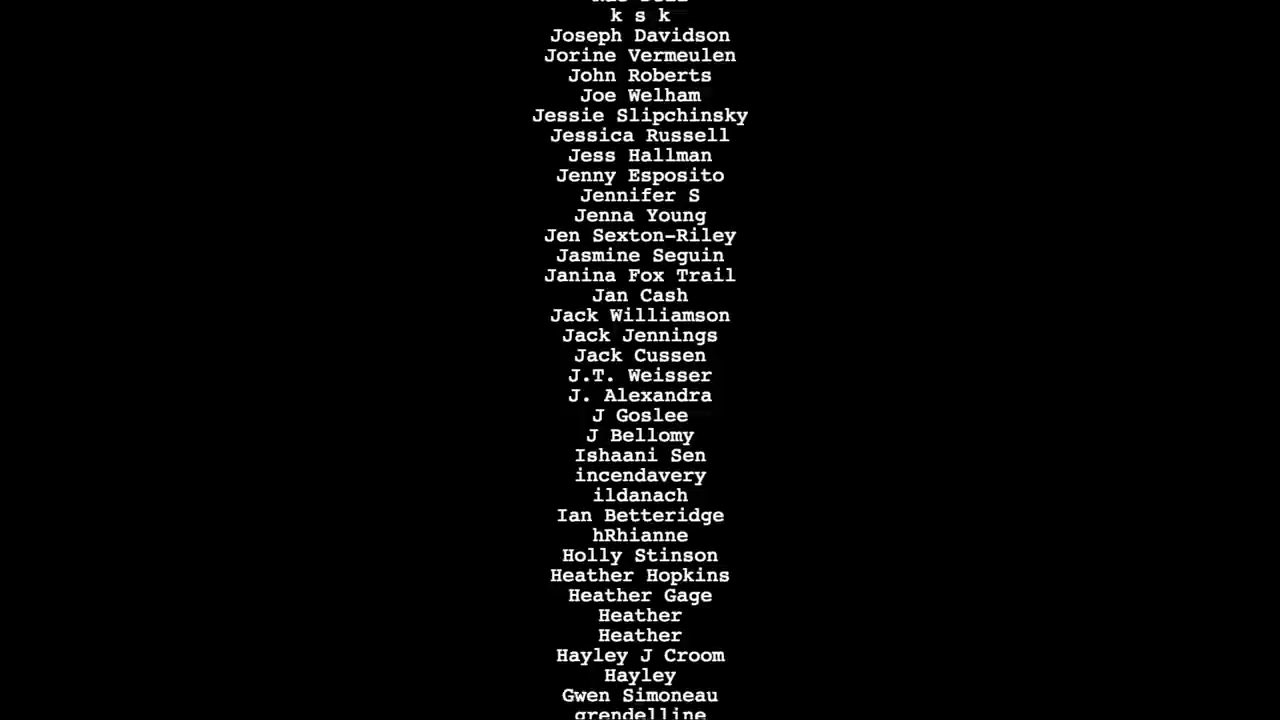 k s k
Joseph Davidson
Jorine Vermeulen
John Roberts
Joe Welham
Jessie Slipchinsky
Jessica Russell
Jess Hallman
Jenny Esposito
Jennifer S
Jenna Young
Jen Sexton-Riley
Jasmine Seguin
Janina Fox Trail
Jan Cash
Jack Williamson
Jack Jennings
Jack Cussen
J.T. Weisser
J. Alexandra
J Goslee
J Bellomy
Ishaani Sen
incendavery
ildanach
Ian Betteridge
hRhianne
Holly Stinson
Heather Hopkins
Heather Gage
Heather
Heather
Hayley J Croom
Hayley
Gwen Simoneau
grendelline